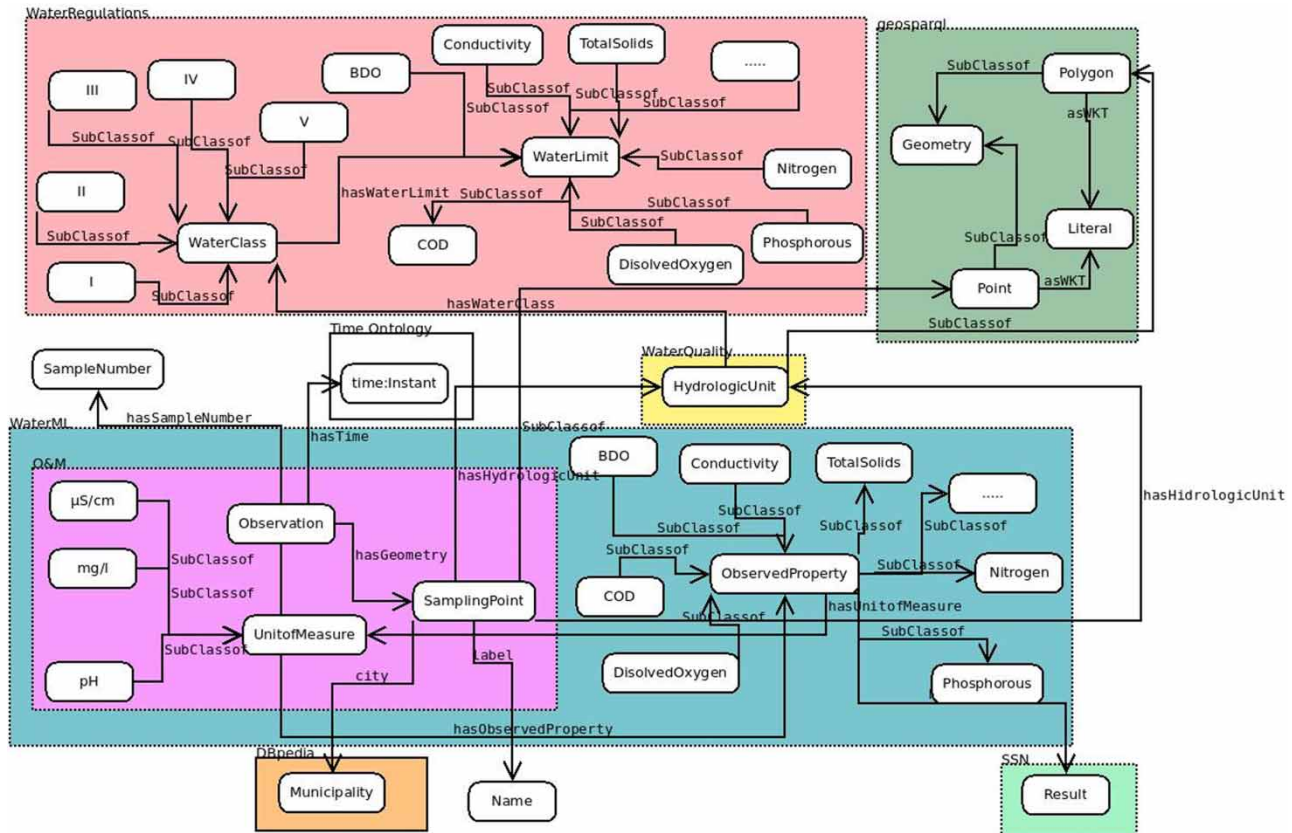 WaterRegulations
geosparql
Conductivity
TotalSolids
.....
BDO
IV
III
V
SubClassof
Polygon
SubClassof
SubClassof
SubClassof
SubClassof
asWKT
SubClassof
SubClassof
Geometry
WaterLimit
SubClassof
Nitrogen
SubClassof
II
hasWaterLimit
SubClassof
SubClassof
SubClassof
SubClassof
WaterClass
COD
Phosphorous
SubClassof
Literal
DisolvedOxygen
I
SubClassof
Point
asWKT
hasWaterClass
SubClassof
Time Ontology
WaterQuality
SampleNumber
time:Instant
HydrologicUnit
hasSampleNumber
WaterML
hasTime
SubClassof
O&M
BDO
Conductivity
TotalSolids
hasHydrologicUnit
µS/cm
.....
hasHidrologicUnit
Observation
SubClassof
SubClassof
SubClassof
SubClassof
hasGeometry
SubClassof
SubClassof
mg/l
SubClassof
ObservedProperty
SubClassof
Nitrogen
SubClassof
COD
SamplingPoint
hasUnitofMeasure
SubClassof
UnitofMeasure
SubClassof
SubClassof
label
pH
city
DisolvedOxygen
Phosphorous
hasObservedProperty
DBpedia
SSN
Municipality
Name
Result